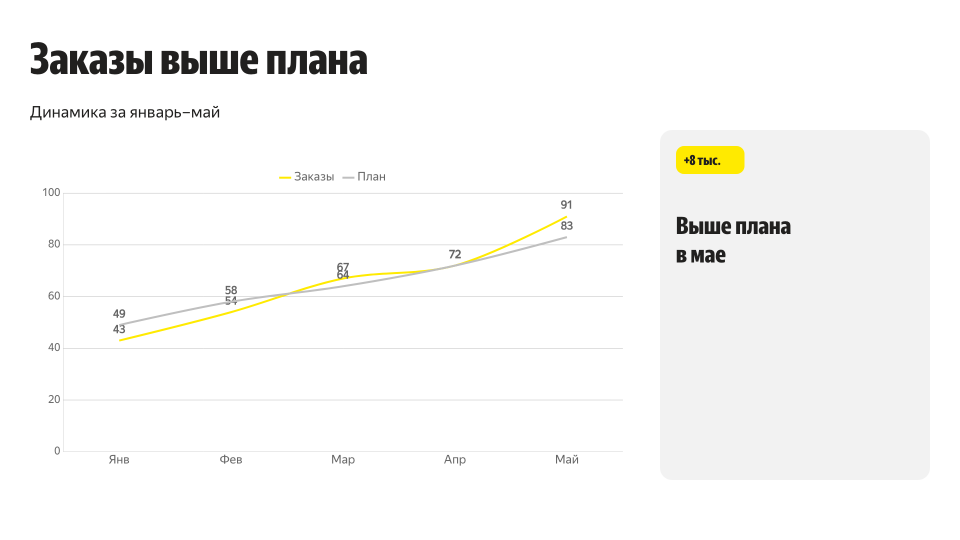 Заказы выше плана
Динамика за январь–май
+8 тыс.
Выше плана
в мае
Заказы План
100
80
60
40
20
0
91
83
72
67
64
58
54
49
43
Янв Фев Мар Апр Май